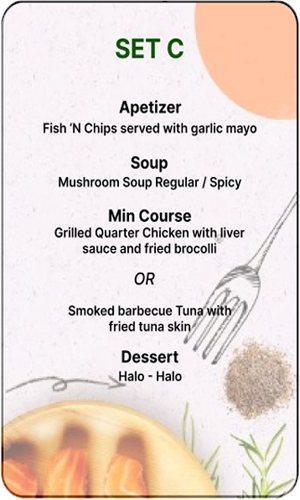 SET C
Apetizer
Fish 'N Chips served with garlic mayo
Soup
Mushroom Soup Regular / Spicy
Min Course
Grilled Quarter Chicken with liver
sauce and fried brocolli
OR
Smoked barbecue Tuna with
fried tuna skin
Dessert
Halo - Halo